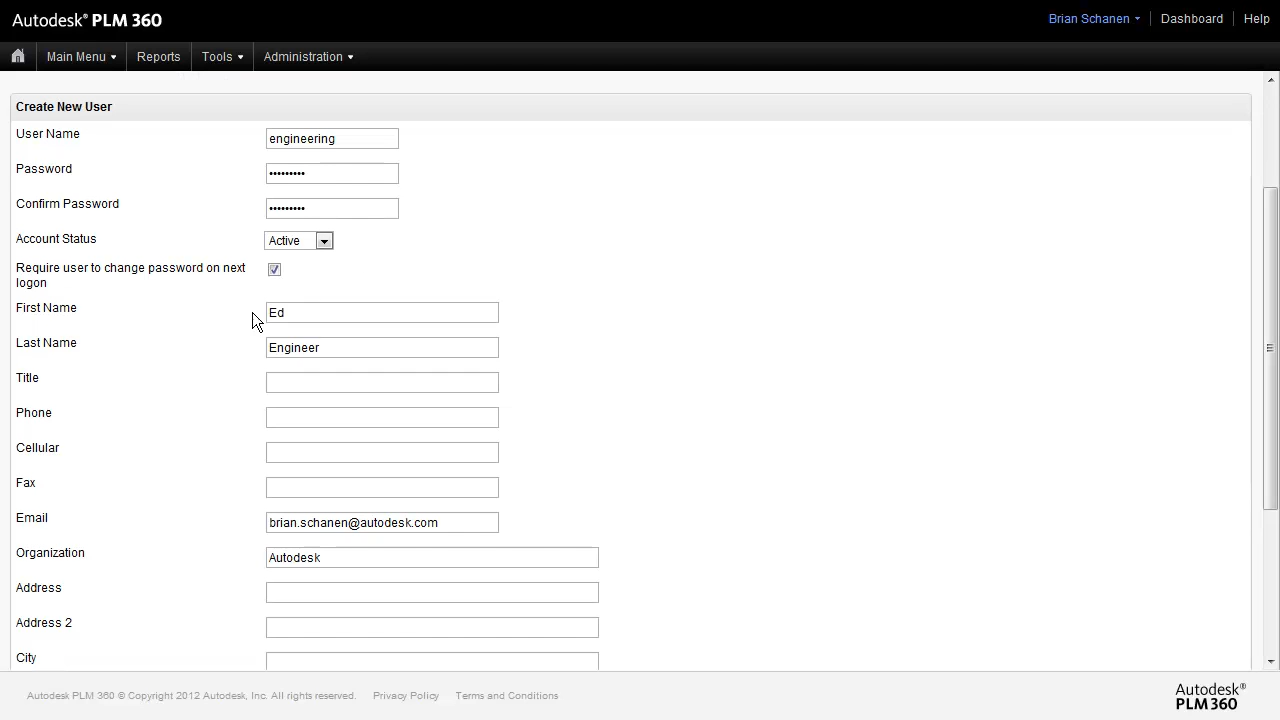 Autodesk® PLM 360
Brian Schanen
Dashboard
Help
Main Menu
Reports
Tools
Administration
Create New User
User Name
engineering
Password
•••••••••
Confirm Password
•••••••••
Account Status
Active
Require user to change password on next
logon
First Name
Ed
Last Name
Engineer
Title
Phone
Cellular
Fax
Email
brian.schanen@autodesk.com
Organization
Autodesk
Address
Address 2
City
Autodesk PLM 360 © Copyright 2012 Autodesk, Inc. All rights reserved.
Privacy Policy
Terms and Conditions
Autodesk®
PLM 360